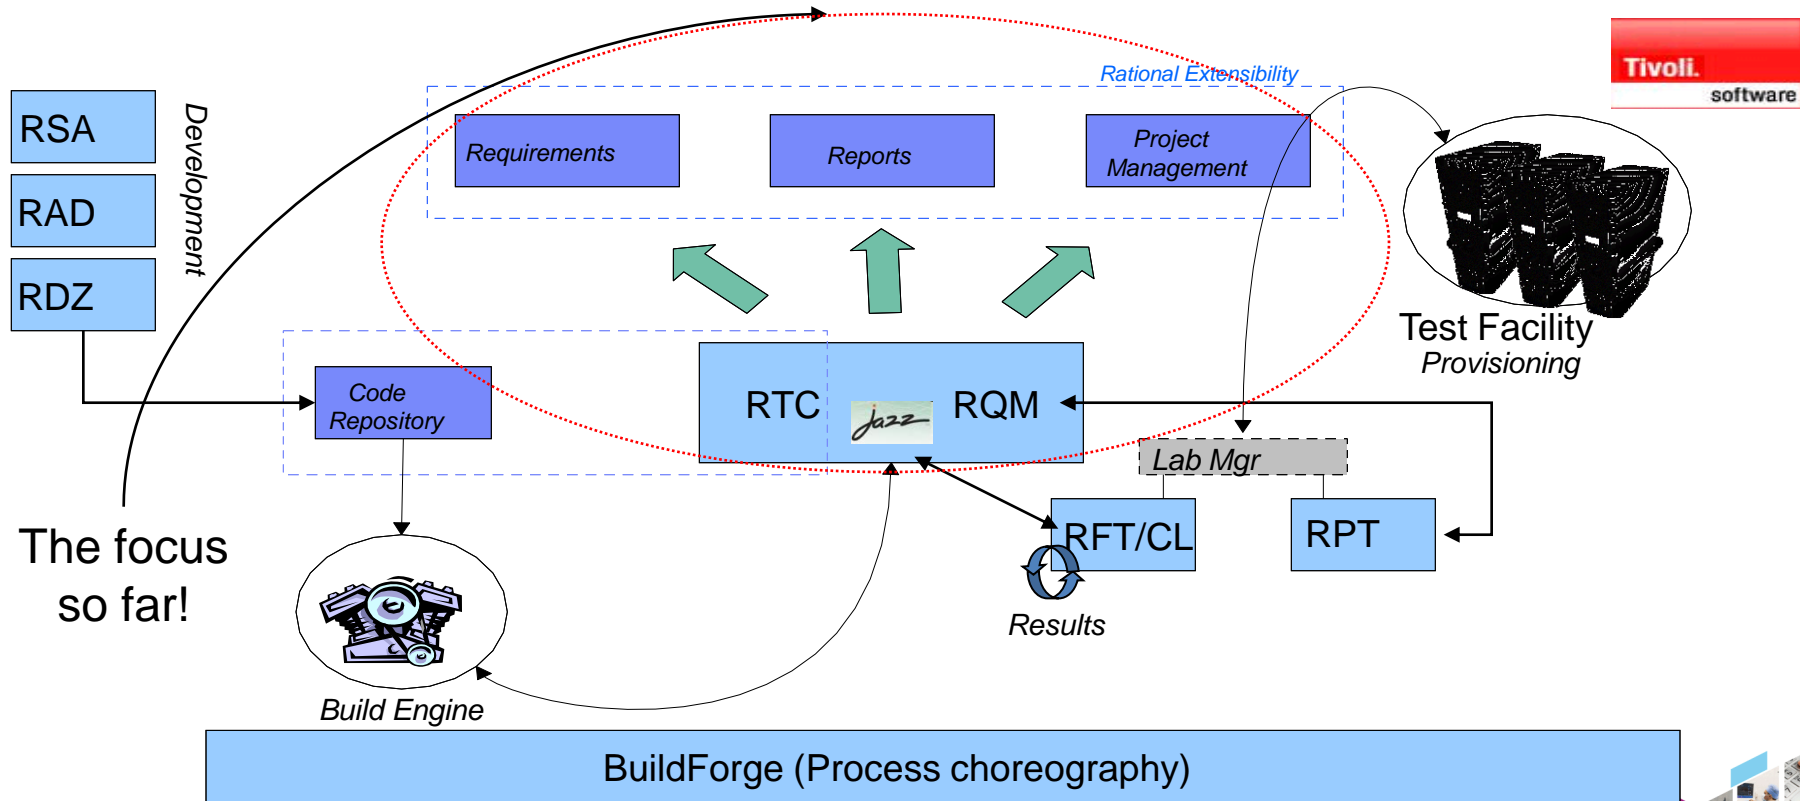 Rational Extensibility
Tivoli.
software
RSA
RAD
RDZ
Development
Requirements
Reports
Project
Management
Test Facility
Provisioning
Code
Repository
RTC
jazz
RQM
Lab Mgr
RFT/CL
RPT
Results
The focus
so far!
Build Engine
BuildForge (Process choreography)